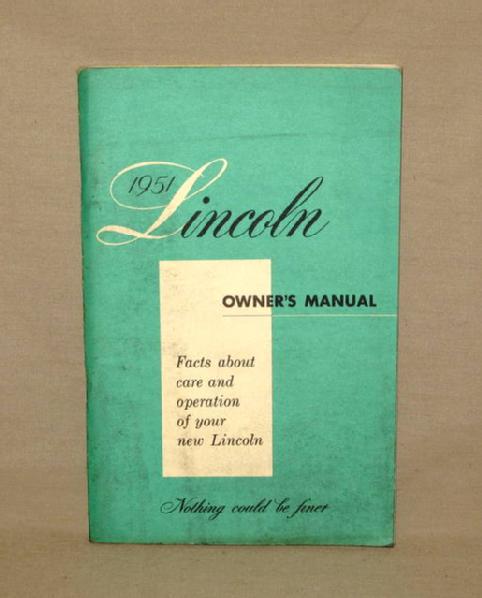 1951
Lincoln
OWNER'S MANUAL
Facts about
care and
operation
of your
new Lincoln
Nothing could be finer